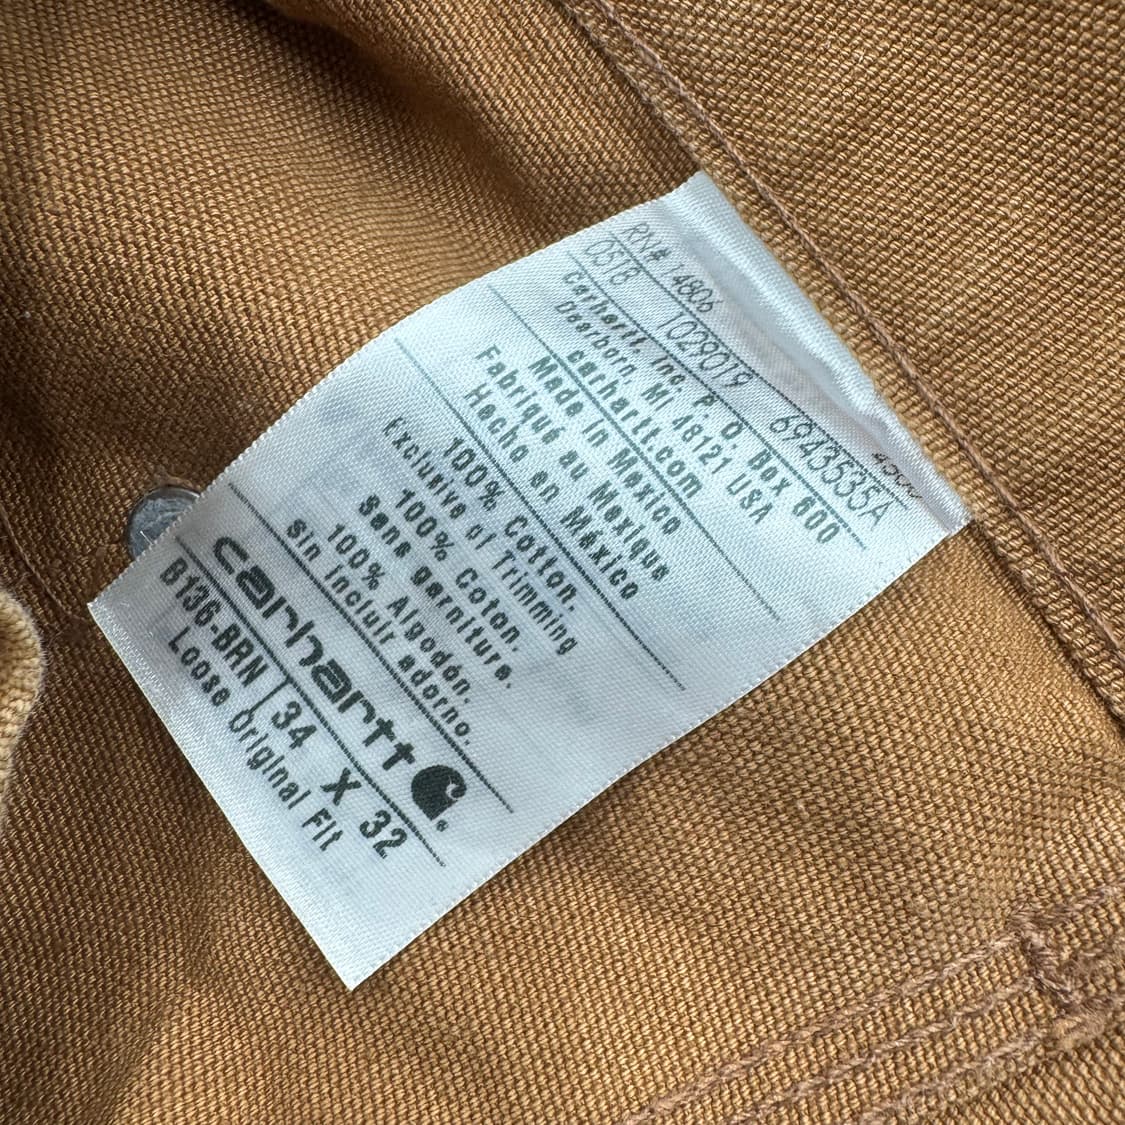 carhartt
B136-BRN 34 X 32
Loose Original Fit
100% Cotton.
Exclusive of Trimming
100% Coton.
Sans garniture.
100% Algodón.
sin incluir adorno.
Made in Mexico
Fabriqué au Mexique
Hecho en México
Carhartt, Inc. P. O. Box 600
Dearborn, MI 48121 USA
carhartt.com
RN# 14806
0518 1029019 6943535A